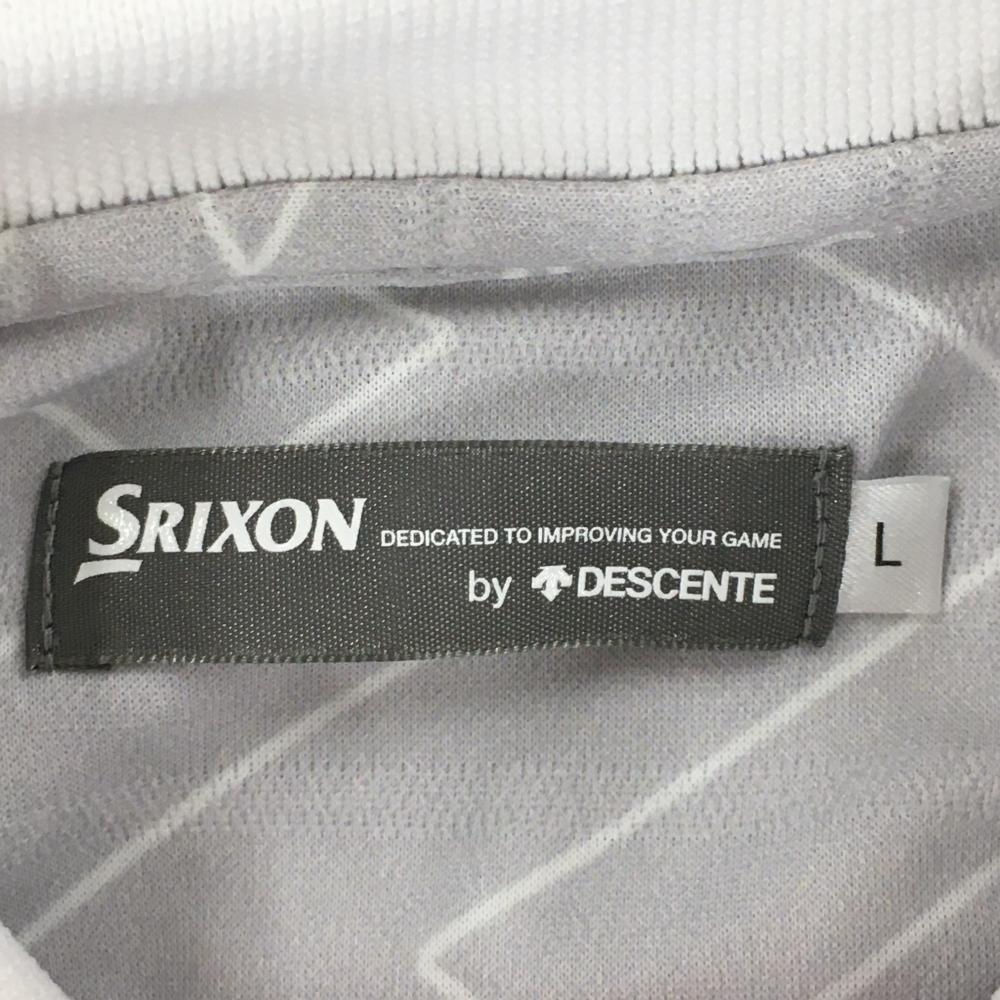 SRIXON DEDICATED TO IMPROVING YOUR GAME
by DESCENTE
L